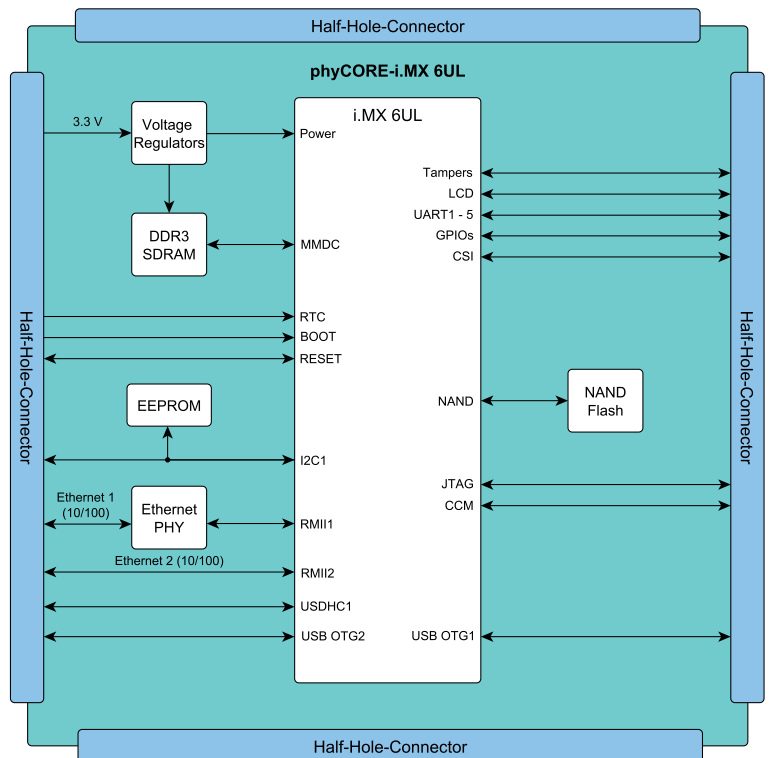 Half-Hole-Connector
phyCORE-i.MX 6UL
i.MX 6UL
3.3 V
Voltage
Regulators
Power
DDR3
SDRAM
MMDC
RTC
BOOT
RESET
EEPROM
I2C1
Ethernet 1
(10/100)
Ethernet
PHY
RMII1
Ethernet 2 (10/100)
RMII2
USDHC1
USB OTG2
Tampers
LCD
UART1 - 5
GPIOs
CSI
NAND
NAND
Flash
JTAG
CCM
USB OTG1
Half-Hole-Connector
Half-Hole-Connector
Half-Hole-Connector